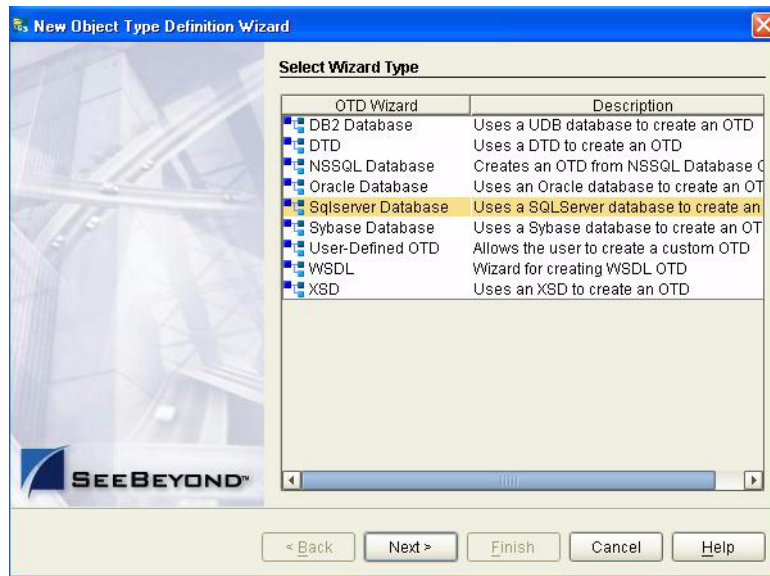 New Object Type Definition Wizard
Select Wizard Type
OTD Wizard Description
DB2 Database Uses a UDB database to create an OTD
DTD Uses a DTD to create an OTD
NSSQL Database Creates an OTD from NSSQL Database
Oracle Database Uses an Oracle database to create an OT
Sqlserver Database Uses a SQLServer database to create an
Sybase Database Uses a Sybase database to create an OT
User-Defined OTD Allows the user to create a custom OTD
WSDL Wizard for creating WSDL OTD
XSD Uses an XSD to create an OTD
SEEBEYOND™
< Back Next > Finish Cancel Help